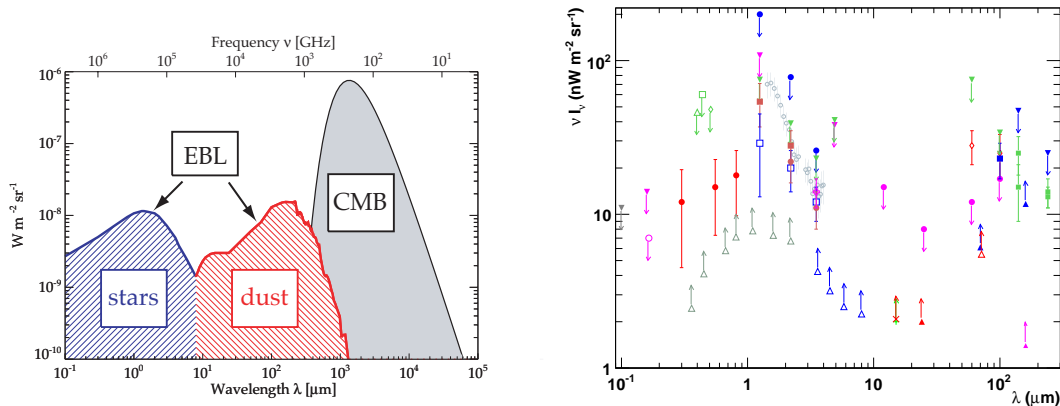 Frequency ν [GHz]
10⁶ 10⁵ 10⁴ 10³ 10² 10¹
W m⁻² sr⁻¹
10⁻⁶
10⁻⁷
10⁻⁸
10⁻⁹
10⁻¹⁰
EBL
CMB
stars
dust
10⁻¹ 10⁰ 10¹ 10² 10³ 10⁴ 10⁵
Wavelength λ [μm]
ν Iᵥ (nW m⁻² sr⁻¹)
10²
10
1
10⁻¹ 1 10 10²
λ (μm)